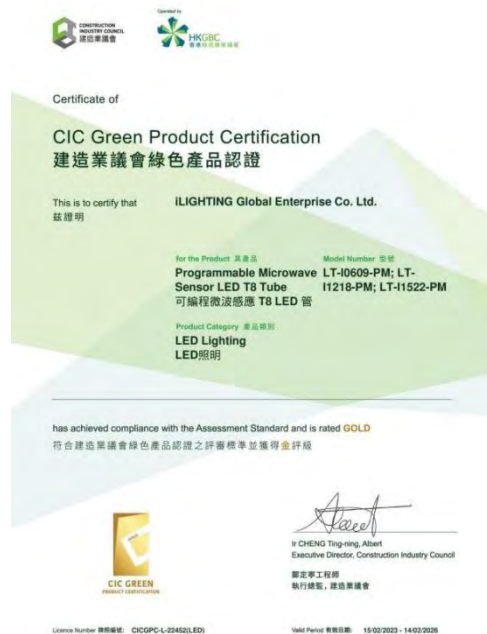 CONSTRUCTION
INDUSTRY COUNCIL
建造業議會
Operated by
HKGBC
Certificate of
CIC Green Product Certification
建造業議會綠色產品認證
This is to certify that
茲證明
iLIGHTING Global Enterprise Co. Ltd.
for the Product 其產品
Programmable Microwave
Sensor LED T8 Tube
可編程微波感應 T8 LED 管
Model Number 型號
LT-I0609-PM; LT-
I1218-PM; LT-I1522-PM
Product Category 產品類別
LED Lighting
LED照明
has achieved compliance with the Assessment Standard and is rated GOLD
符合建造業議會綠色產品認證之評審標準並獲得金評級
CIC GREEN
PRODUCT CERTIFICATION
Ir CHENG Ting-ning, Albert
Executive Director, Construction Industry Council
鄭定寧工程師
執行總監，建造業議會
Licence Number 牌照編號: CICGPC-L-22452(LED)
Valid Period 有效日期: 15/02/2023 - 14/02/2026